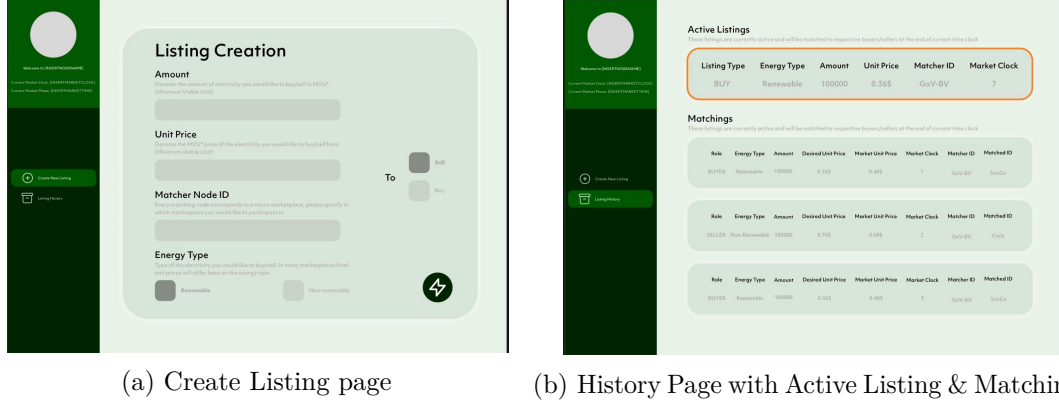 Welcome to [INSERTNODENAME]
Current Market Clock: [INSERTMARKETCLOCK]
Current Market Phase: [INSERTMARKETTIME]
Create New Listing
Listing History
Listing Creation
Amount
Denotes the amount of electricity you would like to buy/sell in MVU*
(Minimum Viable Unit)
Unit Price
Denotes the MVU* price of the electricity you would like to buy/sell from
(Minimum Viable Unit)
Matcher Node ID
Every matching node corresponds to a micro marketplace, please specify in
which marketplace you would like to participate in
Energy Type
Type of the electricity you would like to buy/sell. In many marketplaces final
unit prices will differ base on the energy type
Renewable Non-renewable
To
Sell
Buy
(a) Create Listing page
Welcome to [INSERTNODENAME]
Current Market Clock: [INSERTMARKETCLOCK]
Current Market Phase: [INSERTMARKETTIME]
Create New Listing
Listing History
Active Listings
These listings are currently active and will be matched to respective buyers/sellers at the end of current time clock
Listing Type Energy Type Amount Unit Price Matcher ID Market Clock
BUY Renewable 100000 0.36$ GoV-BV 7
Matchings
These listings are currently active and will be matched to respective buyers/sellers at the end of current time clock
Role Energy Type Amount Desired Unit Price Market Unit Price Market Clock Matcher ID Matched ID
BUYER Renewable 100000 0.36$ 0.48$ 1 GoV-BV SunCo
Role Energy Type Amount Desired Unit Price Market Unit Price Market Clock Matcher ID Matched ID
SELLER Non-Renewable 100000 0.76$ 0.68$ 2 GoV-BV
Role Energy Type Amount Desired Unit Price Market Unit Price Market Clock Matcher ID Matched ID
BUYER Renewable 100000 0.36$ 0.48$ 3 GoV-BV SunCo
(b) History Page with Active Listing & Matchin